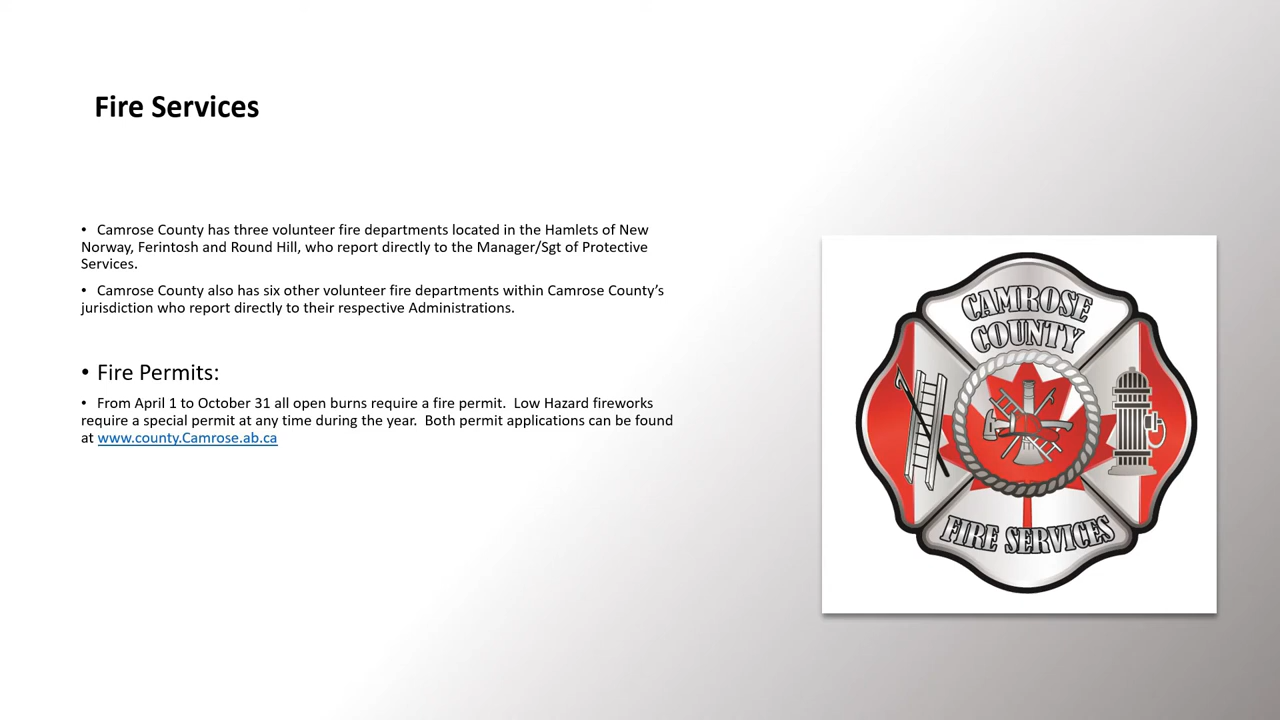 Fire Services
• Camrose County has three volunteer fire departments located in the Hamlets of New
Norway, Ferintosh and Round Hill, who report directly to the Manager/Sgt of Protective
Services.
• Camrose County also has six other volunteer fire departments within Camrose County’s
jurisdiction who report directly to their respective Administrations.
• Fire Permits:
• From April 1 to October 31 all open burns require a fire permit.  Low Hazard fireworks
require a special permit at any time during the year.  Both permit applications can be found
at www.county.Camrose.ab.ca
CAMROSE
COUNTY
FIRE SERVICES